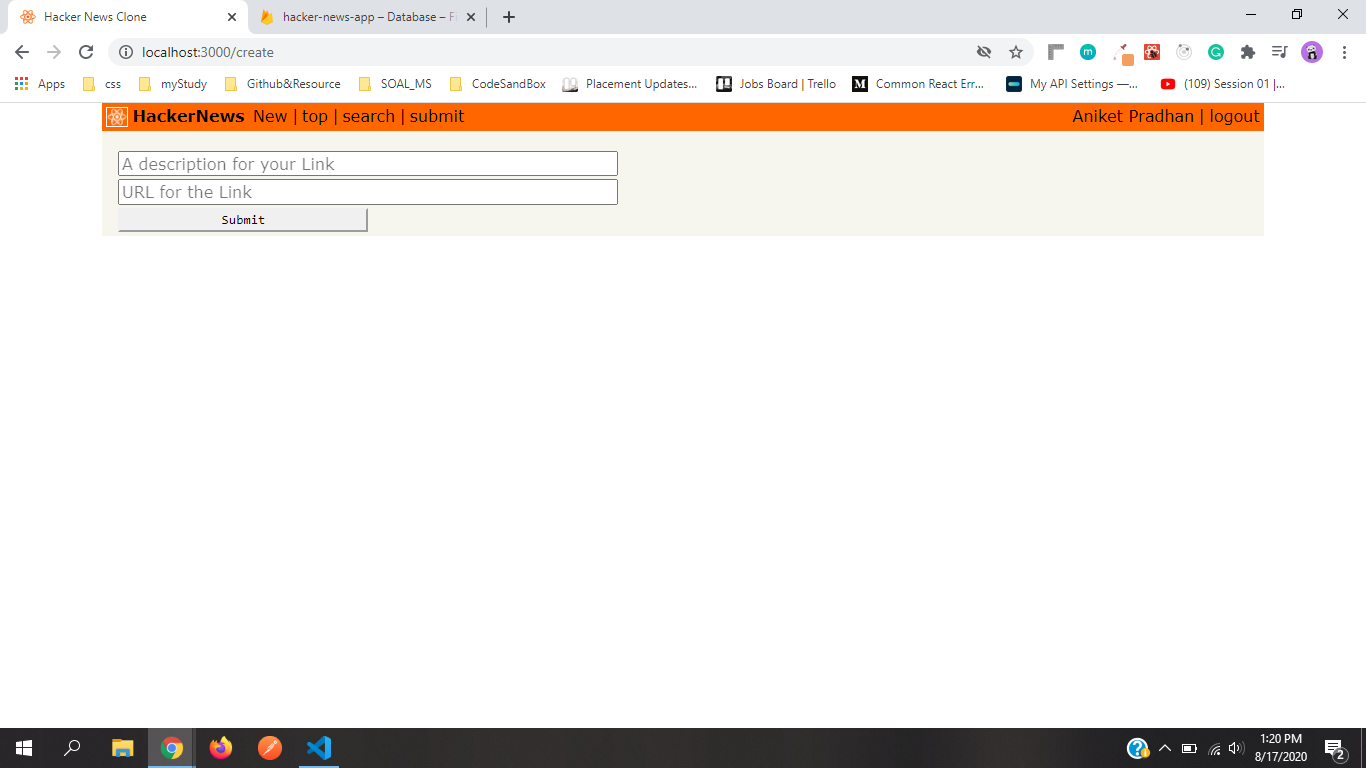 Hacker News Clone
hacker-news-app – Database – Fi
localhost:3000/create
Apps css myStudy Github&Resource SOAL_MS CodeSandBox Placement Updates... Jobs Board | Trello Common React Err... My API Settings —... (109) Session 01 |...
HackerNews New | top | search | submit Aniket Pradhan | logout
A description for your Link
URL for the Link
Submit
1:20 PM
8/17/2020
2